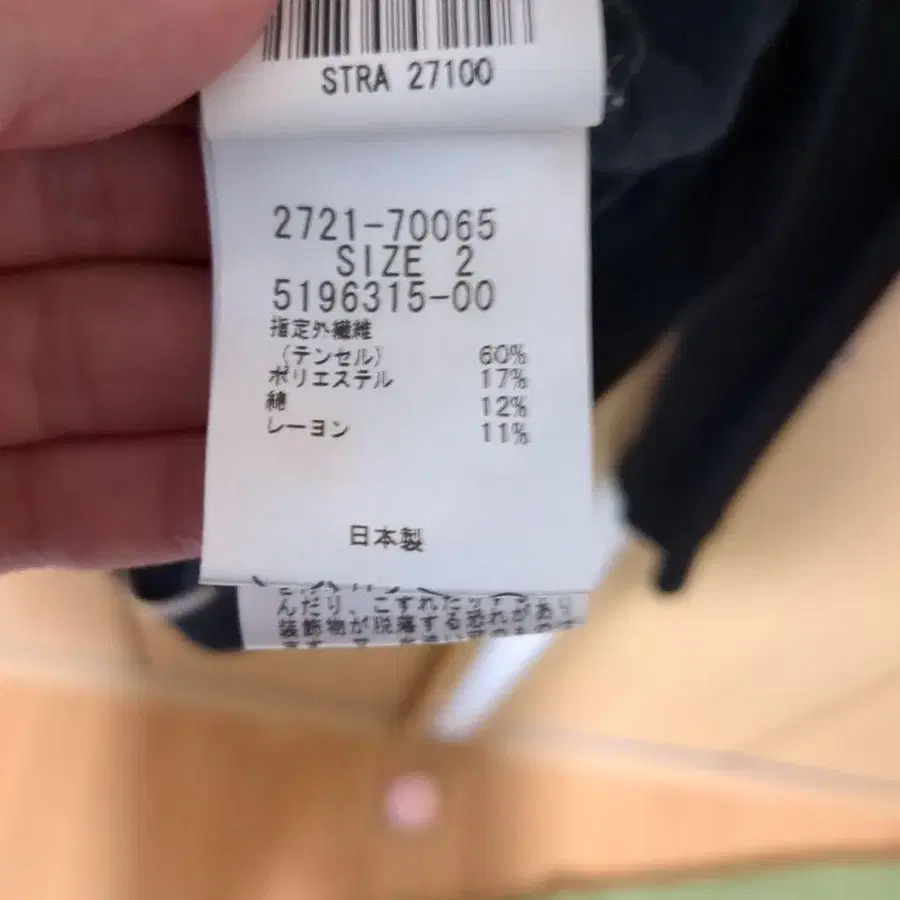 STRA 27100
2721-70065
SIZE 2
5196315-00
指定外繊維
(テンセル) 60%
ポリエステル 17%
綿 12%
レーヨン 11%
日本製
んだり、こすれたり
装飾物が脱落する恐れがあり